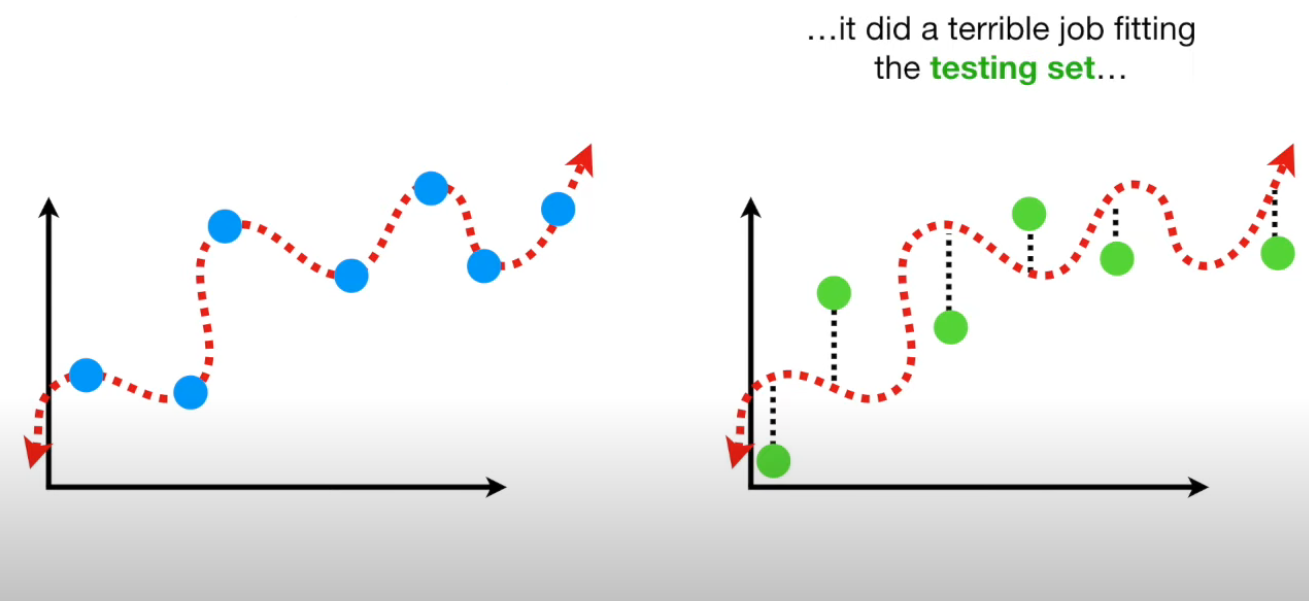 …it did a terrible job fitting
the testing set…